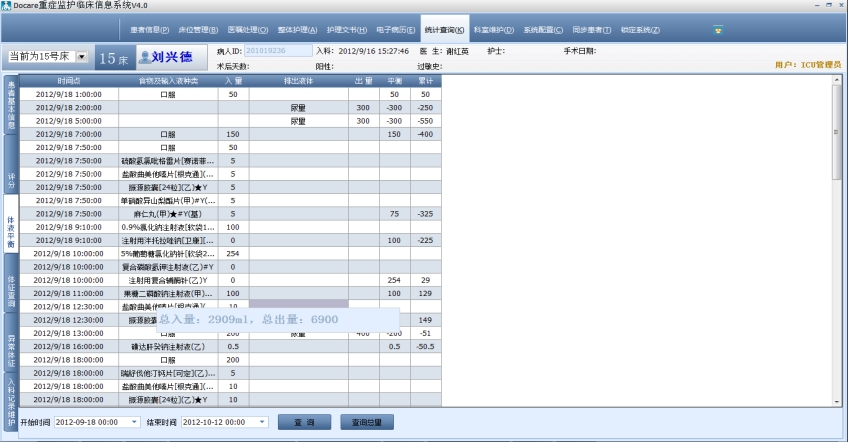 Docare重症监护临床信息系统V4.0
患者信息(P) 床位管理(B) 医嘱处理(O) 整体护理(A) 护理文书(H) 电子病历(E) 统计查询(K) 科室维护(D) 系统配置(C) 同步患者(T) 锁定系统(Z)
当前为15号床 15床 刘兴德 病人ID: 201019236 入科: 2012/9/16 15:27:46 医 生: 谢红英 护士: 手术日期:
术后天数: 阳性: 过敏史: 用户: ICU管理员
患者基本信息
评分
体液平衡
体征查询
异常体征
入科记录维护
时间点 食物及输入液种类 入 量 排出液体 出 量 平衡 累计
2012/9/18 1:00:00 口服 50 50 50
2012/9/18 2:00:00 尿量 300 -300 -250
2012/9/18 5:00:00 尿量 300 -300 -550
2012/9/18 7:00:00 口服 150 150 -400
2012/9/18 7:50:00 口服 50
2012/9/18 7:50:00 硫酸氢氯吡格雷片[赛诺菲... 5
2012/9/18 7:50:00 盐酸曲美他嗪片[根克通](... 5
2012/9/18 7:50:00 胶囊[24粒](乙)★Y 5
2012/9/18 7:50:00 单硝酸异山梨酯片(甲)#Y(... 5
2012/9/18 7:50:00 麻仁丸(甲)★#Y(基) 5 75 -325
2012/9/18 9:10:00 0.9%氯化钠注射液[软袋1... 100
2012/9/18 9:10:00 注射用泮托拉唑钠[卫康](... 0 100 -225
2012/9/18 10:00:00 5%葡萄糖氯化钠针[软袋2... 254
2012/9/18 10:00:00 复合磷酸氢钾注射液(乙)#Y 0
2012/9/18 10:00:00 注射用复合辅酶针(乙)Y 0 254 29
2012/9/18 11:00:00 果糖二磷酸钠注射液(甲)... 100 100 129
2012/9/18 12:30:00 盐酸曲美他嗪片[根克通](... 10
2012/9/18 12:30:00 149
总入量: 2909ml, 总出量: 6900
2012/9/18 13:00:00 口服 200 尿量 400 -200 -51
2012/9/18 16:00:00 磺达肝癸钠注射液(乙) 0.5 0.5 -50.5
2012/9/18 18:00:00 口服 200
2012/9/18 18:00:00 瑞舒伐他汀钙片[可定](乙)... 5
2012/9/18 18:00:00 盐酸曲美他嗪片[根克通](... 10
2012/9/18 18:00:00 胶囊[24粒](乙)★Y 10
开始时间 2012-09-18 00:00 结束时间 2012-10-12 00:00 查 询 查询总量